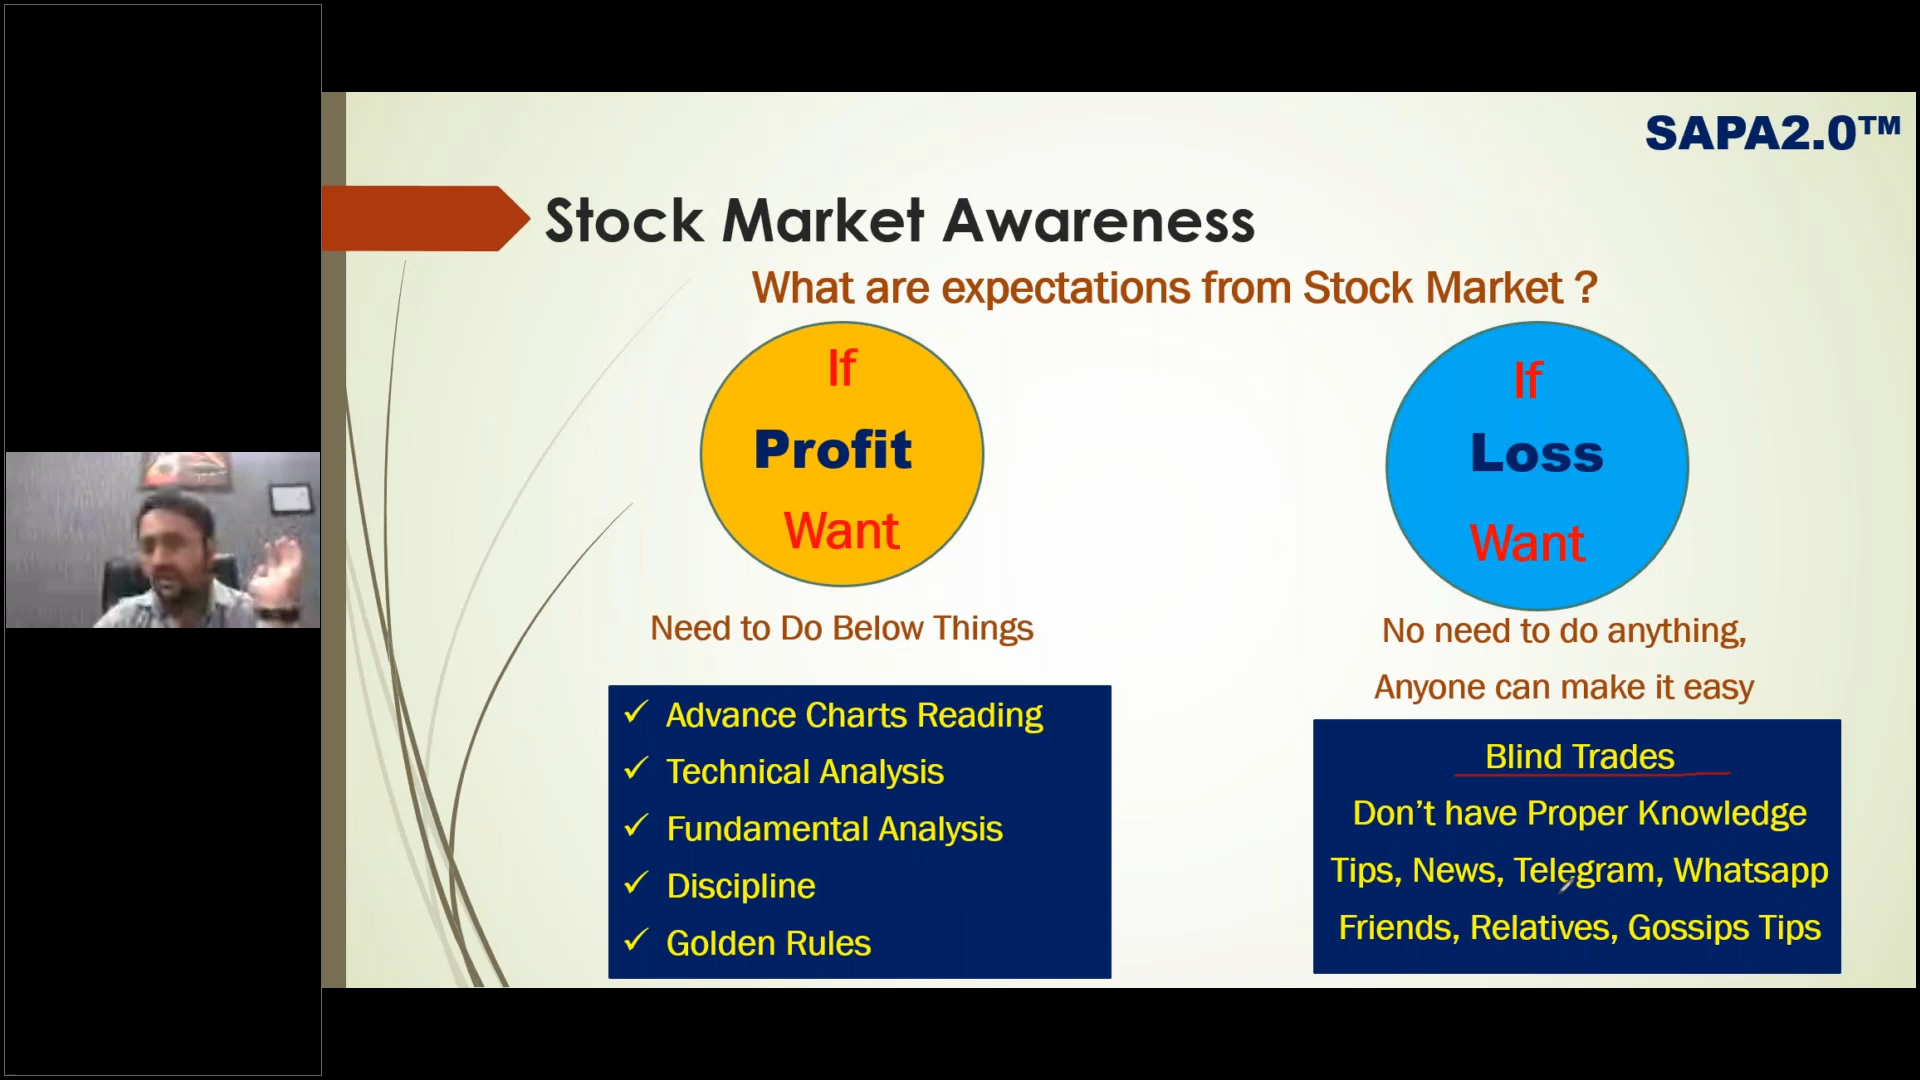 SAPA2.0™
Stock Market Awareness
What are expectations from Stock Market ?
If
Profit
Want
Need to Do Below Things
✓ Advance Charts Reading
✓ Technical Analysis
✓ Fundamental Analysis
✓ Discipline
✓ Golden Rules
If
Loss
Want
No need to do anything,
Anyone can make it easy
Blind Trades
Don’t have Proper Knowledge
Tips, News, Telegram, Whatsapp
Friends, Relatives, Gossips Tips